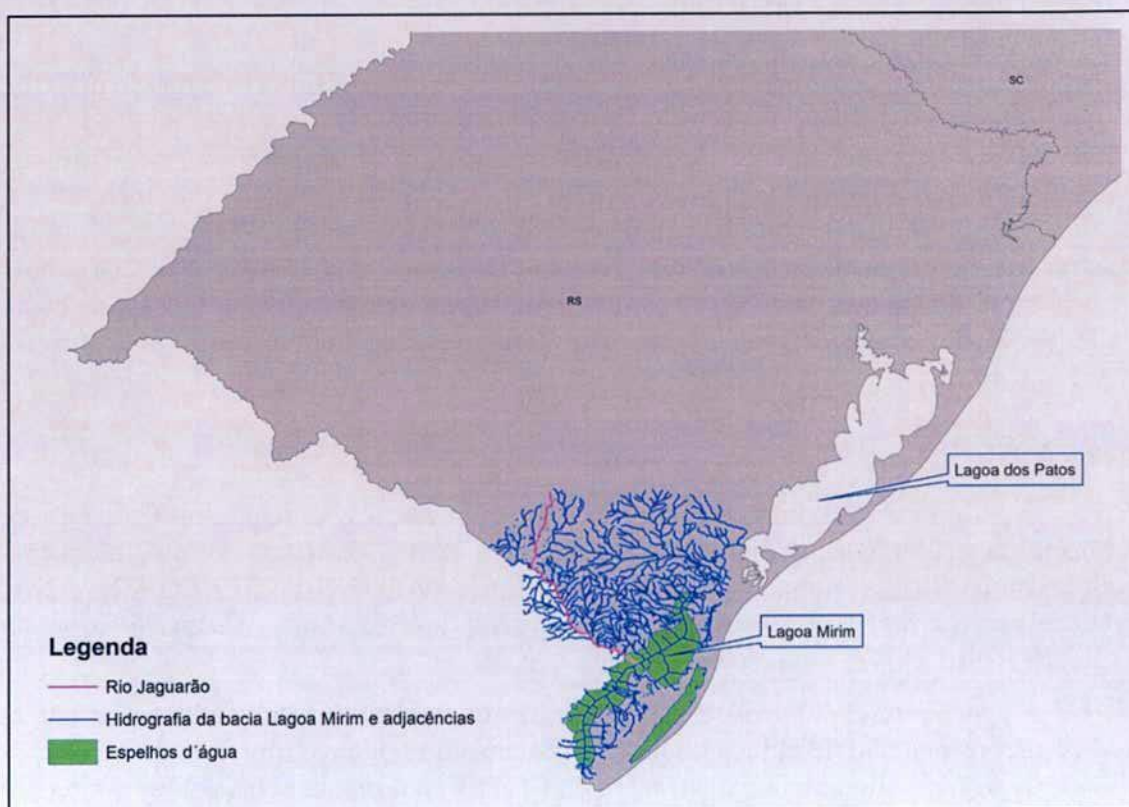 SC
RS
Lagoa dos Patos
Lagoa Mirim
Legenda
Rio Jaguarão
Hidrografia da bacia Lagoa Mirim e adjacências
Espelhos d´água